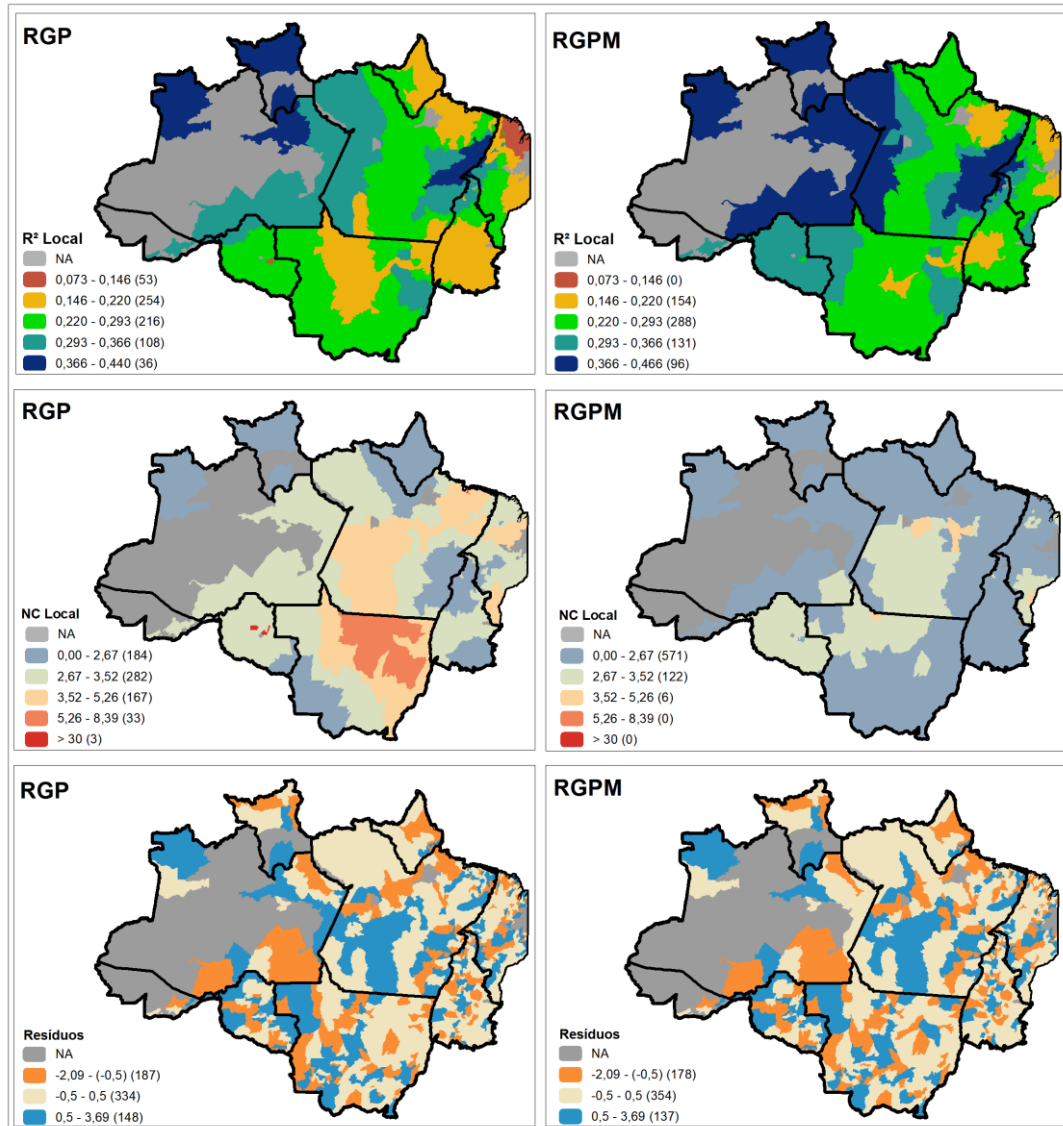 RGP
R² Local
NA
0,073 - 0,146 (53)
0,146 - 0,220 (254)
0,220 - 0,293 (216)
0,293 - 0,366 (108)
0,366 - 0,440 (36)
RGPM
R² Local
NA
0,073 - 0,146 (0)
0,146 - 0,220 (154)
0,220 - 0,293 (288)
0,293 - 0,366 (131)
0,366 - 0,466 (96)
RGP
NC Local
NA
0,00 - 2,67 (184)
2,67 - 3,52 (282)
3,52 - 5,26 (167)
5,26 - 8,39 (33)
> 30 (3)
RGPM
NC Local
NA
0,00 - 2,67 (571)
2,67 - 3,52 (122)
3,52 - 5,26 (6)
5,26 - 8,39 (0)
> 30 (0)
RGP
Resíduos
NA
-2,09 - (-0,5) (187)
-0,5 - 0,5 (334)
0,5 - 3,69 (148)
RGPM
Resíduos
NA
-2,09 - (-0,5) (178)
-0,5 - 0,5 (354)
0,5 - 3,69 (137)